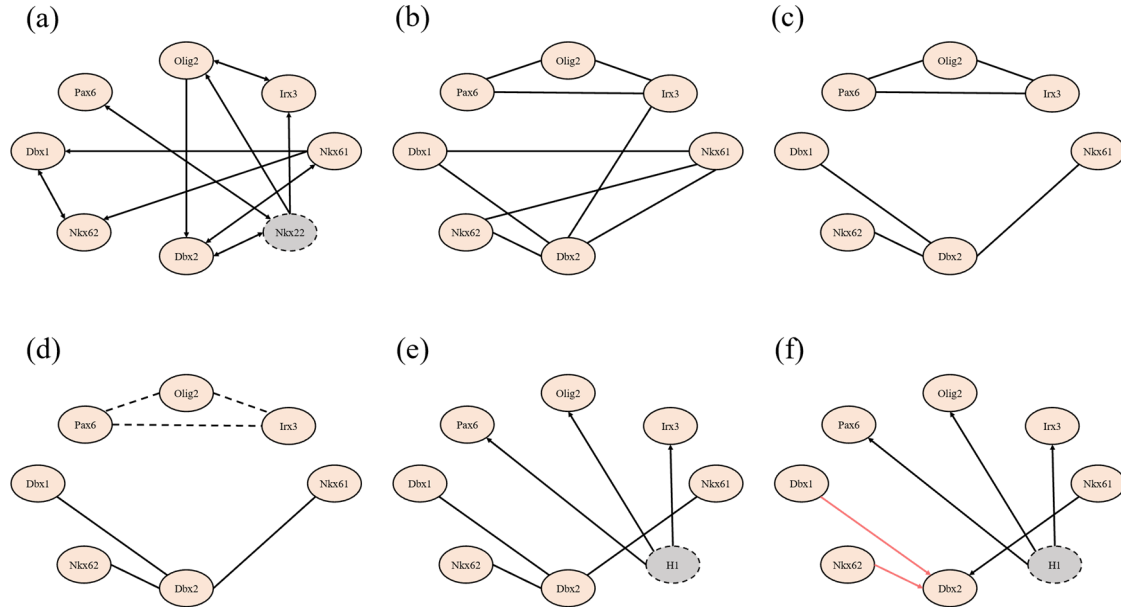 (a)
Olig2
Pax6
Irx3
Dbx1
Nkx61
Nkx62
Nkx22
Dbx2
(b)
Olig2
Pax6
Irx3
Dbx1
Nkx61
Nkx62
Dbx2
(c)
Olig2
Pax6
Irx3
Dbx1
Nkx61
Nkx62
Dbx2
(d)
Olig2
Pax6
Irx3
Dbx1
Nkx61
Nkx62
Dbx2
(e)
Olig2
Pax6
Irx3
Dbx1
Nkx61
Nkx62
H1
Dbx2
(f)
Olig2
Pax6
Irx3
Dbx1
Nkx61
Nkx62
H1
Dbx2